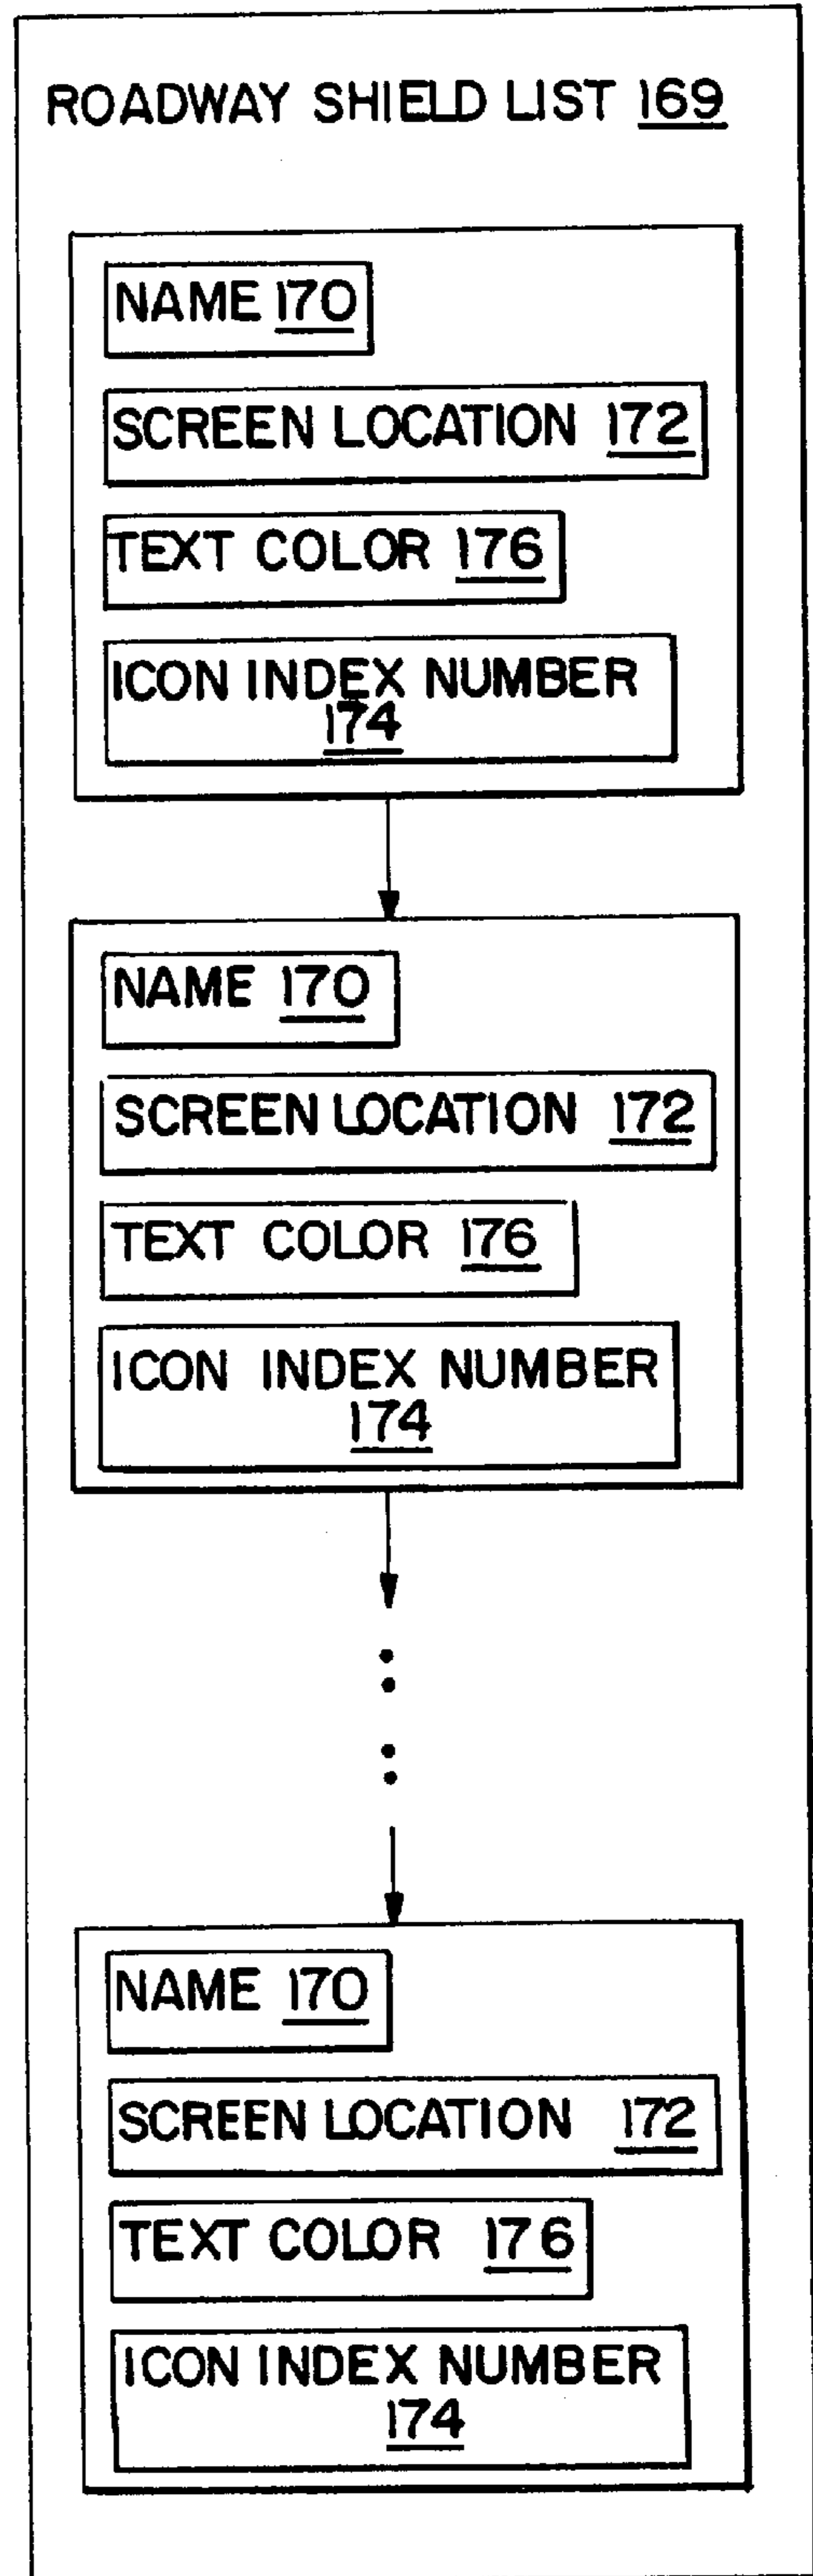 ROADWAY SHIELD LIST 169
NAME 170
SCREEN LOCATION 172
TEXT COLOR 176
ICON INDEX NUMBER
174
NAME 170
SCREEN LOCATION 172
TEXT COLOR 176
ICON INDEX NUMBER
174
NAME 170
SCREEN LOCATION 172
TEXT COLOR 176
ICON INDEX NUMBER
174